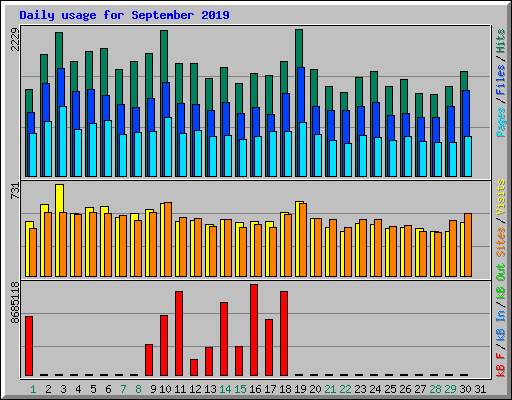 Daily usage for September 2019
2229
Pages / Files / Hits
731
Sites / Visits
8685118
kB F / kB In / kB Out
1 2 3 4 5 6 7 8 9 10 11 12 13 14 15 16 17 18 19 20 21 22 23 24 25 26 27 28 29 30 31